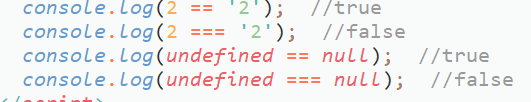 console.log(2 == '2');  //true
console.log(2 === '2');  //false
console.log(undefined == null);  //true
console.log(undefined === null);  //false
</script>